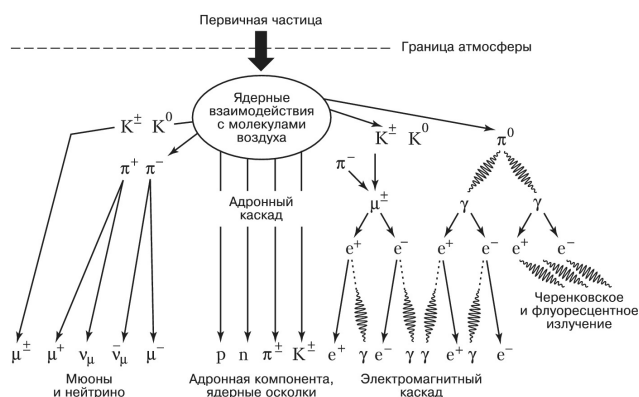 Первичная частица
Граница атмосферы
Ядерные
взаимодействия
с молекулами
воздуха
K± K⁰
K± K⁰
π⁰
π⁺ π⁻
π⁻
Адронный
каскад
μ±
γ
γ
e⁺ e⁻ e⁺ e⁻ e⁺ e⁻
Черенковское
и флуоресцентное
излучение
μ± μ⁺ νμ ν̄μ μ⁻ p n π± K± e⁺ γ e⁻ γ γ e⁺ γ e⁻
Мюоны
и нейтрино
Адронная компонента,
ядерные осколки
Электромагнитный
каскад